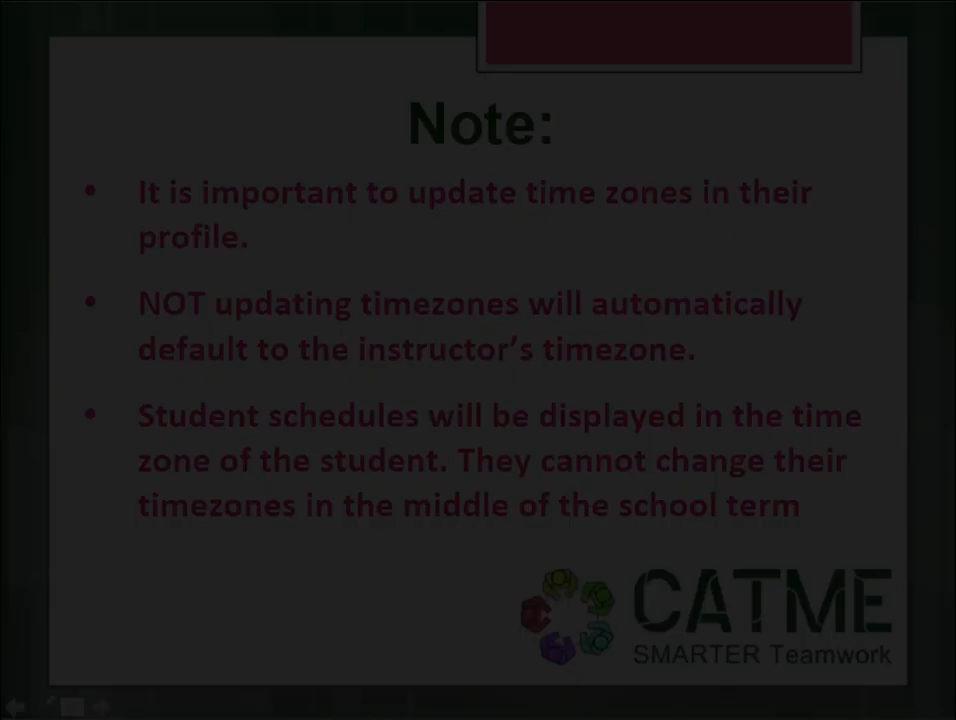 Note:
• It is important to update time zones in their
profile.
• NOT updating timezones will automatically
default to the instructor’s timezone.
• Student schedules will be displayed in the time
zone of the student. They cannot change their
timezones in the middle of the school term
CATME
SMARTER Teamwork